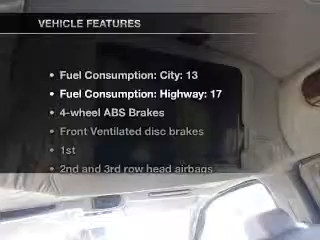 VEHICLE FEATURES
• Fuel Consumption: City: 13
• Fuel Consumption: Highway: 17
• 4-wheel ABS Brakes
• Front Ventilated disc brakes
• 1st
• 2nd and 3rd row head airbags